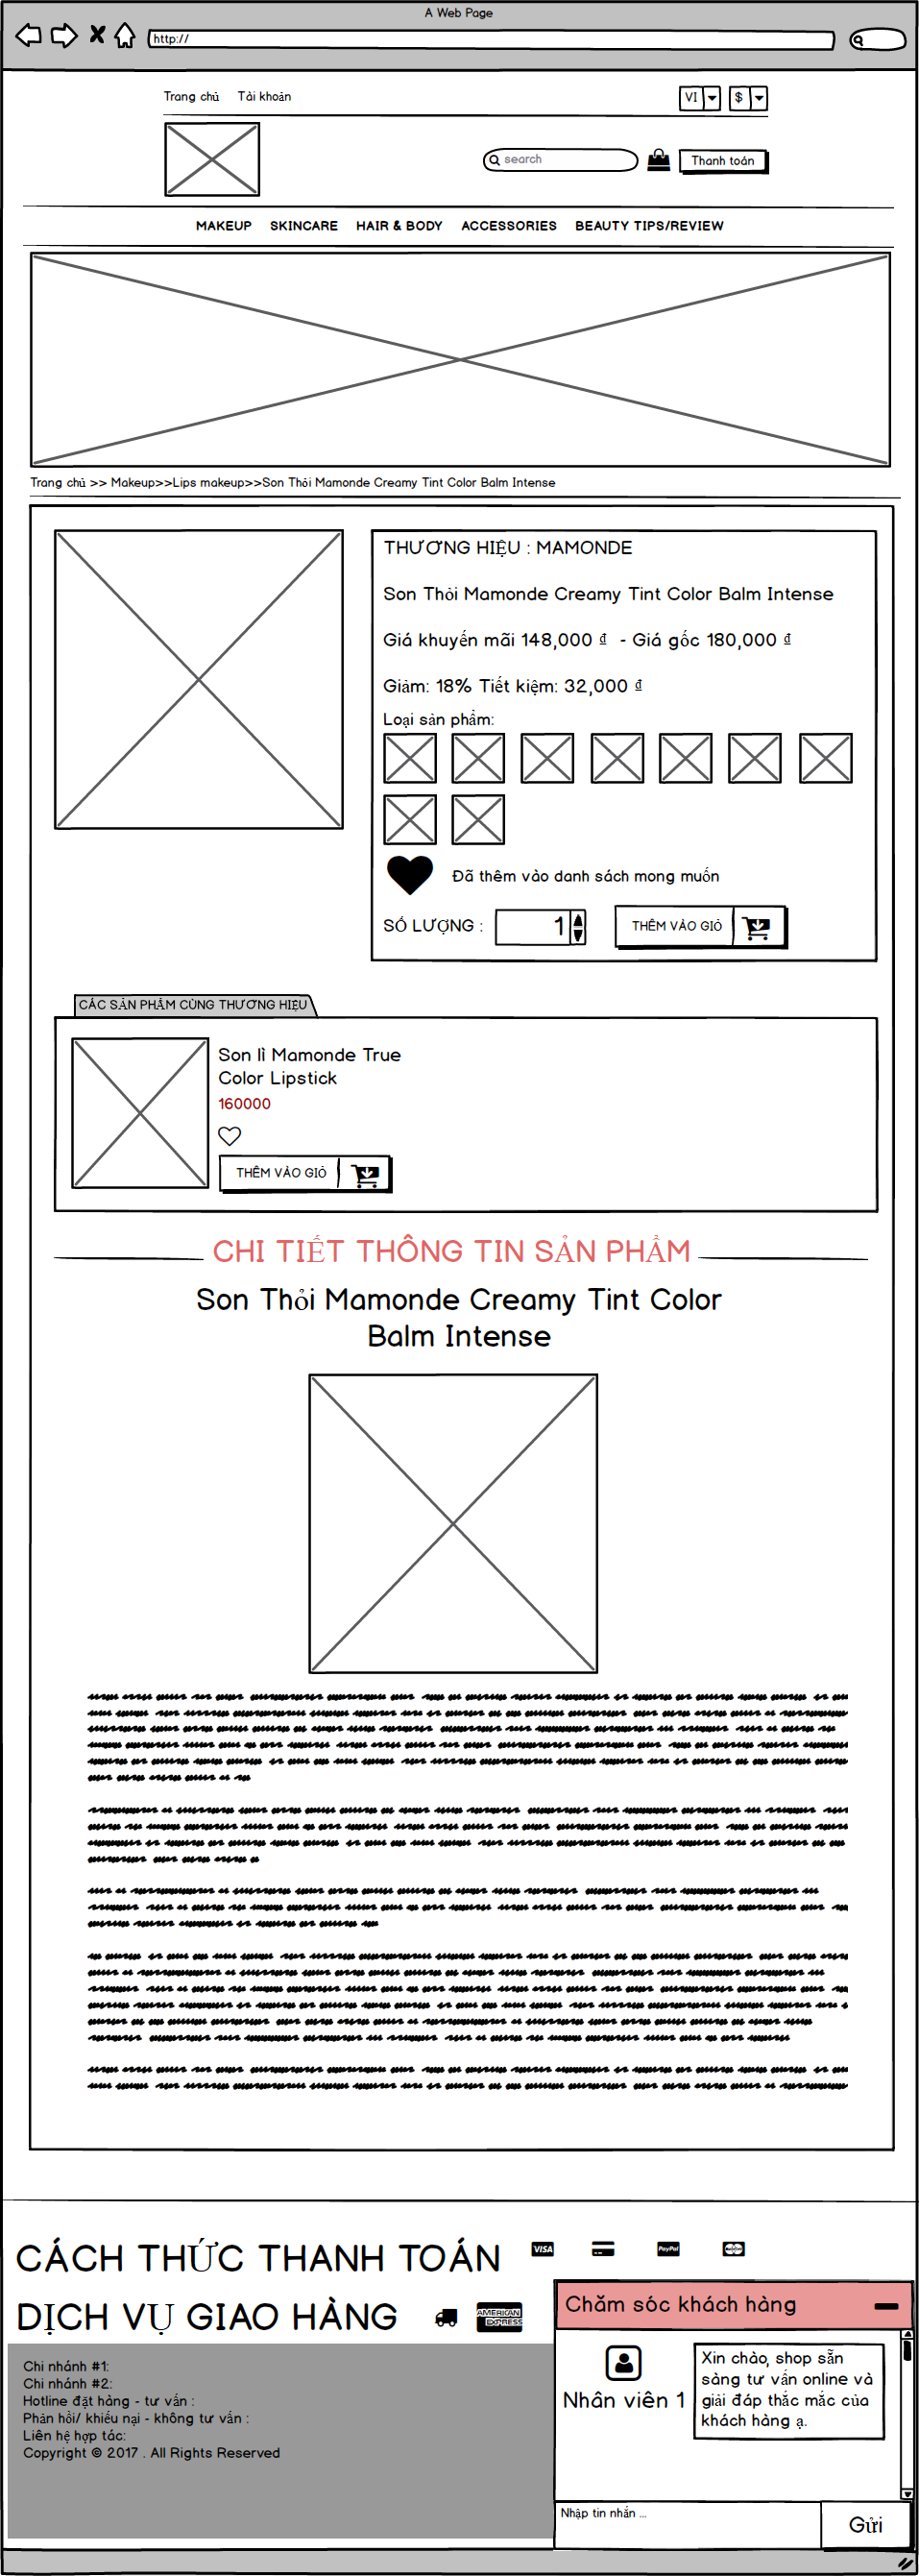 A Web Page
http://
Trang chủ Tài khoản VI $
search Thanh toán
MAKEUP SKINCARE HAIR & BODY ACCESSORIES BEAUTY TIPS/REVIEW
Trang chủ >> Makeup>>Lips makeup>>Son Thỏi Mamonde Creamy Tint Color Balm Intense
THƯƠNG HIỆU : MAMONDE
Son Thỏi Mamonde Creamy Tint Color Balm Intense
Giá khuyến mãi 148,000 ₫ - Giá gốc 180,000 ₫
Giảm: 18% Tiết kiệm: 32,000 ₫
Loại sản phẩm:
Đã thêm vào danh sách mong muốn
SỐ LƯỢNG : 1 THÊM VÀO GIỎ
CÁC SẢN PHẨM CÙNG THƯƠNG HIỆU
Son lì Mamonde True
Color Lipstick
160000
THÊM VÀO GIỎ
CHI TIẾT THÔNG TIN SẢN PHẨM
Son Thỏi Mamonde Creamy Tint Color
Balm Intense
CÁCH THỨC THANH TOÁN VISA PayPal
DỊCH VỤ GIAO HÀNG AMERICAN EXPRESS
Chi nhánh #1:
Chi nhánh #2:
Hotline đặt hàng - tư vấn :
Phản hồi/ khiếu nại - không tư vấn :
Liên hệ hợp tác:
Copyright © 2017 . All Rights Reserved
Chăm sóc khách hàng
Nhân viên 1
Xin chào, shop sẵn
sàng tư vấn online và
giải đáp thắc mắc của
khách hàng ạ.
Nhập tin nhắn ...
Gửi